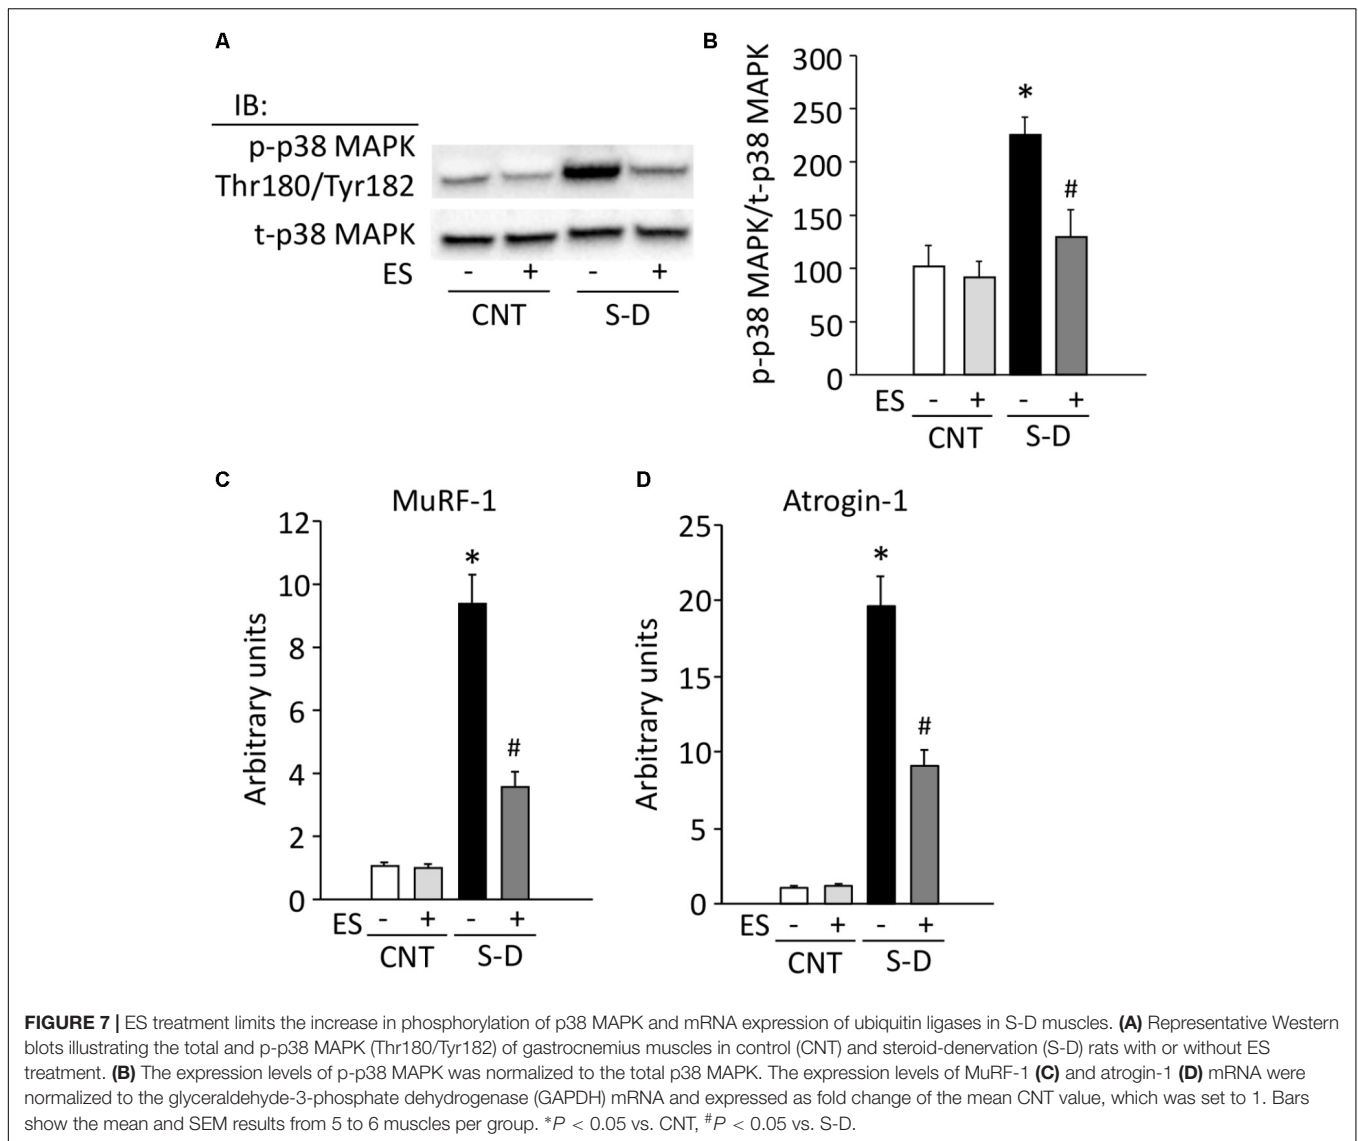 A
IB:
p-p38 MAPK
Thr180/Tyr182
t-p38 MAPK
ES - + - +
CNT S-D
B
p-p38 MAPK/t-p38 MAPK
300
250
200
150
100
50
0
*
#
ES - + - +
CNT S-D
C
MuRF-1
Arbitrary units
12
10
8
6
4
2
0
*
#
ES - + - +
CNT S-D
D
Atrogin-1
Arbitrary units
25
20
15
10
5
0
*
#
ES - + - +
CNT S-D
FIGURE 7 | ES treatment limits the increase in phosphorylation of p38 MAPK and mRNA expression of ubiquitin ligases in S-D muscles. (A) Representative Western
blots illustrating the total and p-p38 MAPK (Thr180/Tyr182) of gastrocnemius muscles in control (CNT) and steroid-denervation (S-D) rats with or without ES
treatment. (B) The expression levels of p-p38 MAPK was normalized to the total p38 MAPK. The expression levels of MuRF-1 (C) and atrogin-1 (D) mRNA were
normalized to the glyceraldehyde-3-phosphate dehydrogenase (GAPDH) mRNA and expressed as fold change of the mean CNT value, which was set to 1. Bars
show the mean and SEM results from 5 to 6 muscles per group. *P < 0.05 vs. CNT, #P < 0.05 vs. S-D.